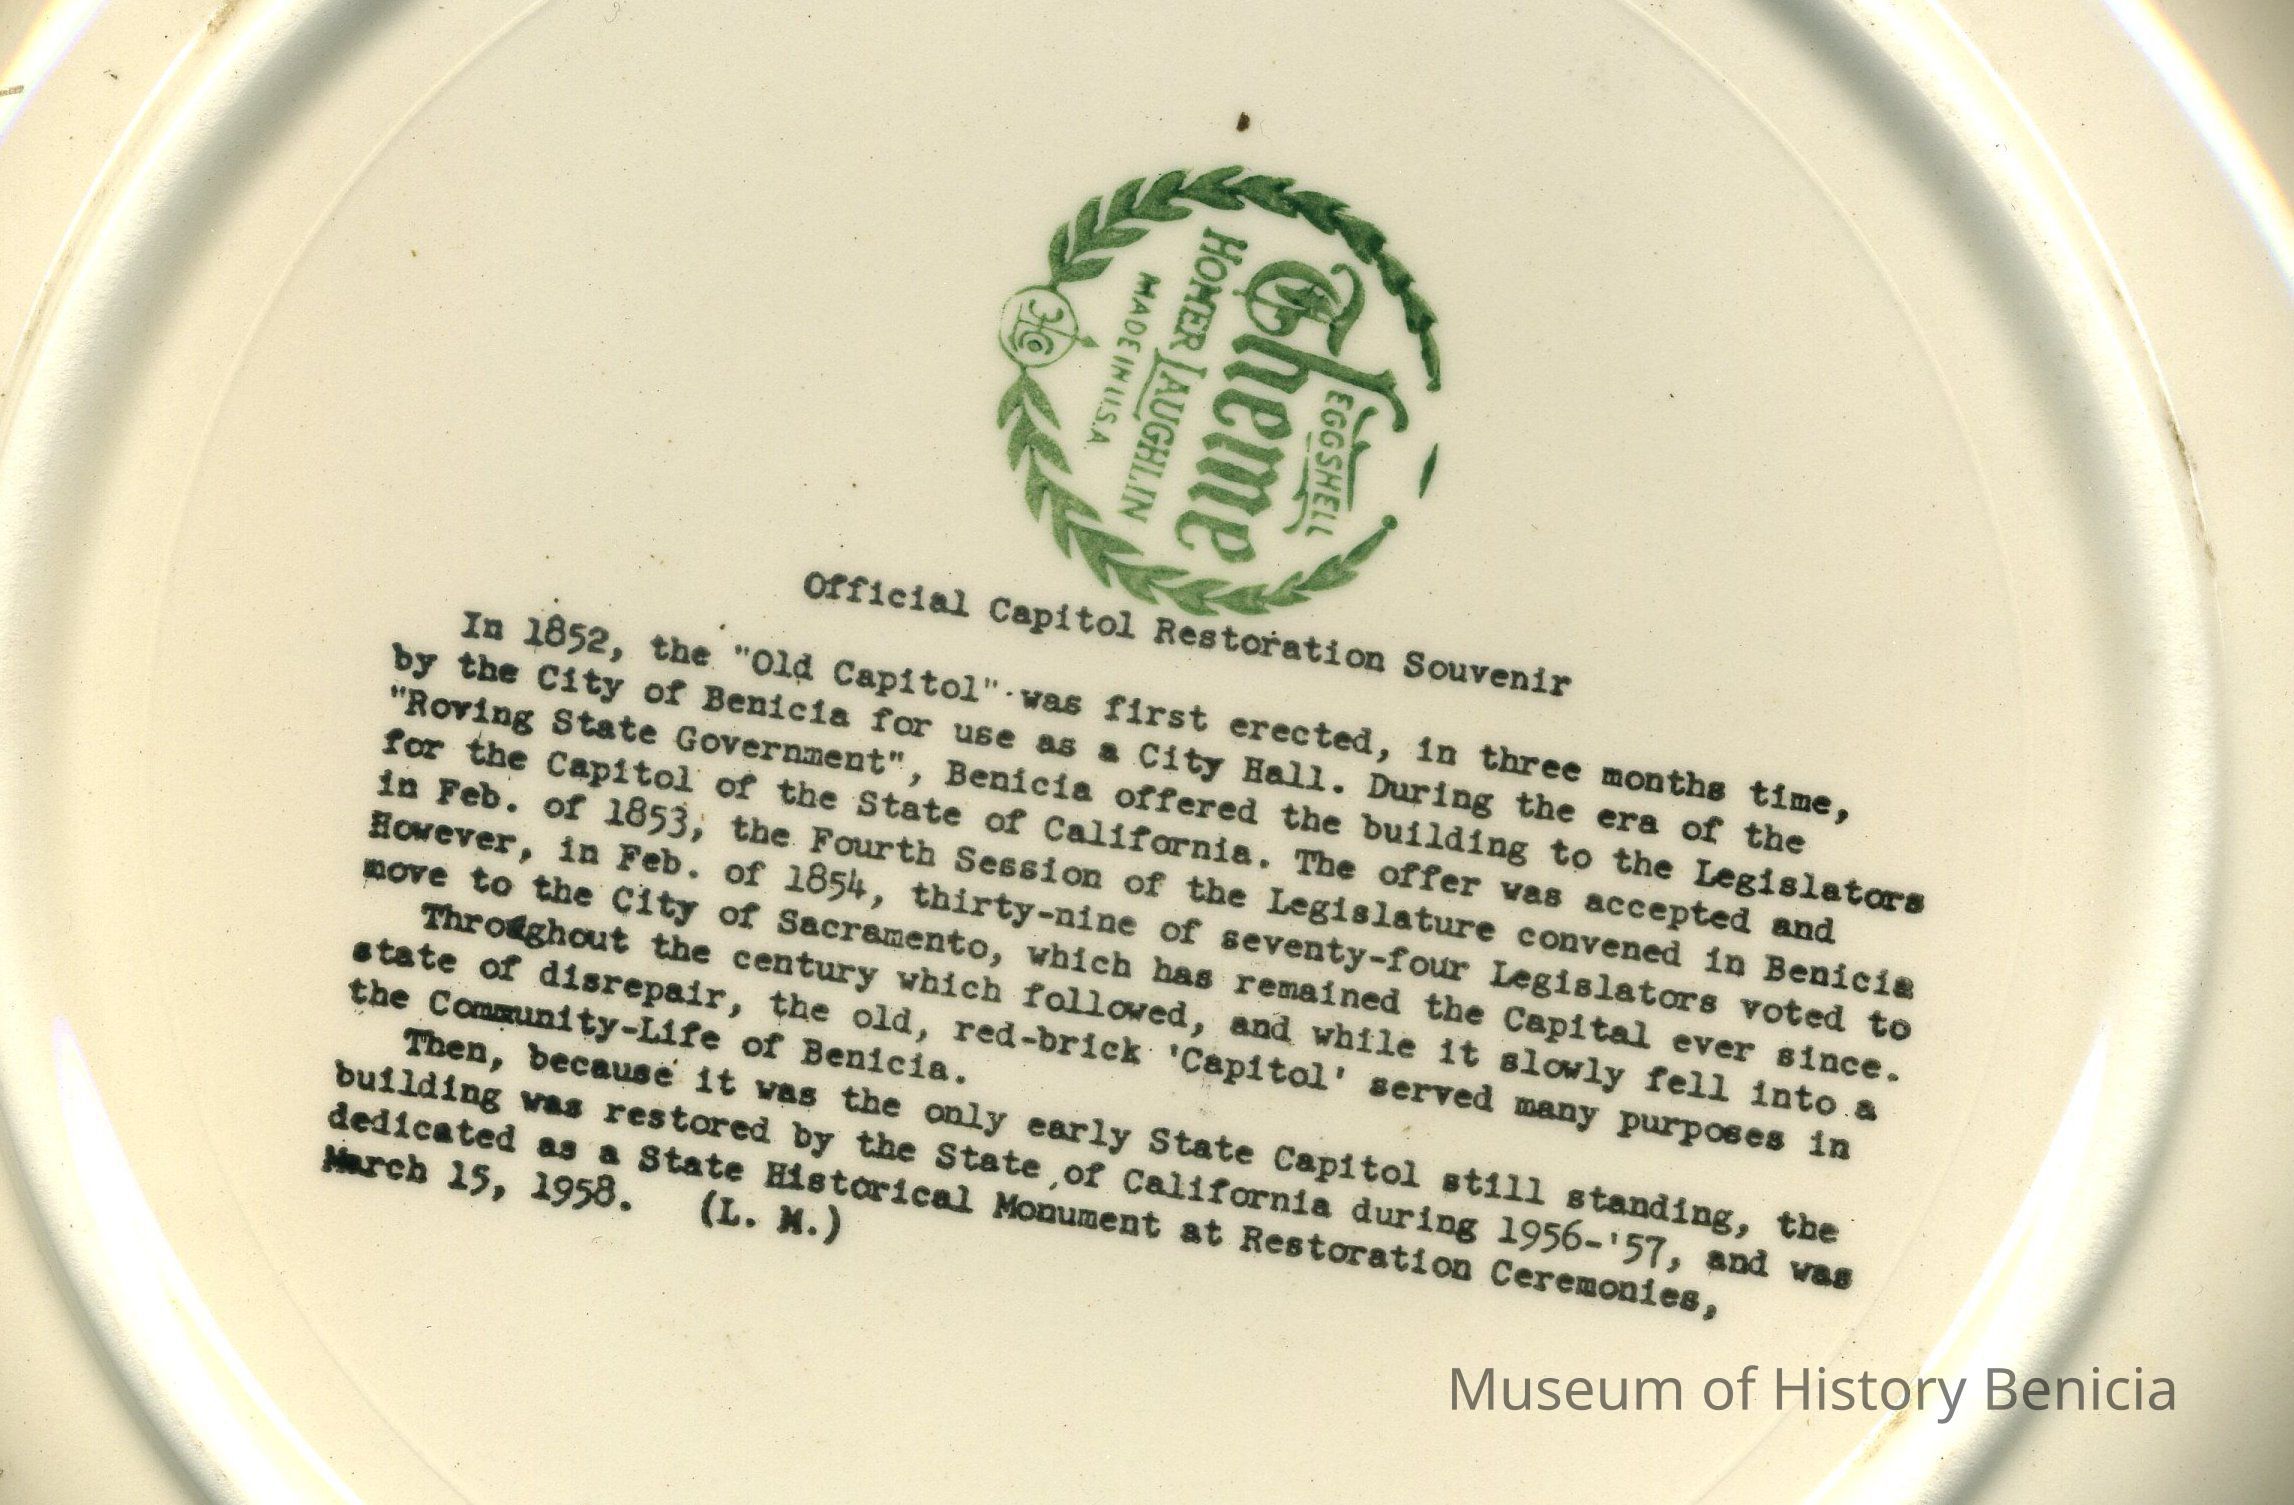 EGGSHELL
Theme
HOMER LAUGHLIN
MADE IN U.S.A.
Official Capitol Restoration Souvenir
In 1852, the "Old Capitol" was first erected, in three months time,
by the City of Benicia for use as a City Hall. During the era of the
"Roving State Government", Benicia offered the building to the Legislators
for the Capitol of the State of California. The offer was accepted and
in Feb. of 1853, the Fourth Session of the Legislature convened in Benicia
However, in Feb. of 1854, thirty-nine of seventy-four Legislators voted to
move to the City of Sacramento, which has remained the Capital ever since.
Throughout the century which followed, and while it slowly fell into a
state of disrepair, the old, red-brick 'Capitol' served many purposes in
the Community-Life of Benicia.
Then, because it was the only early State Capitol still standing, the
building was restored by the State of California during 1956-'57, and was
dedicated as a State Historical Monument at Restoration Ceremonies,
March 15, 1958. (L. M.)
Museum of History Benicia